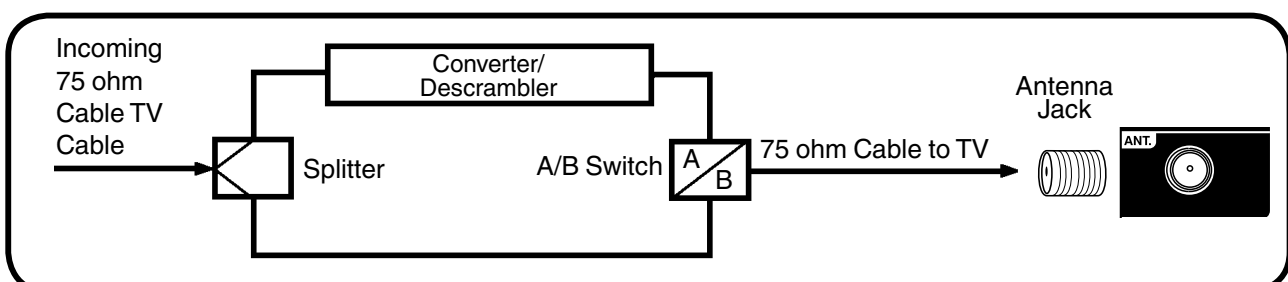 Incoming
75 ohm
Cable TV
Cable
Converter/
Descrambler
Splitter
A/B Switch
A
B
75 ohm Cable to TV
Antenna
Jack
ANT.